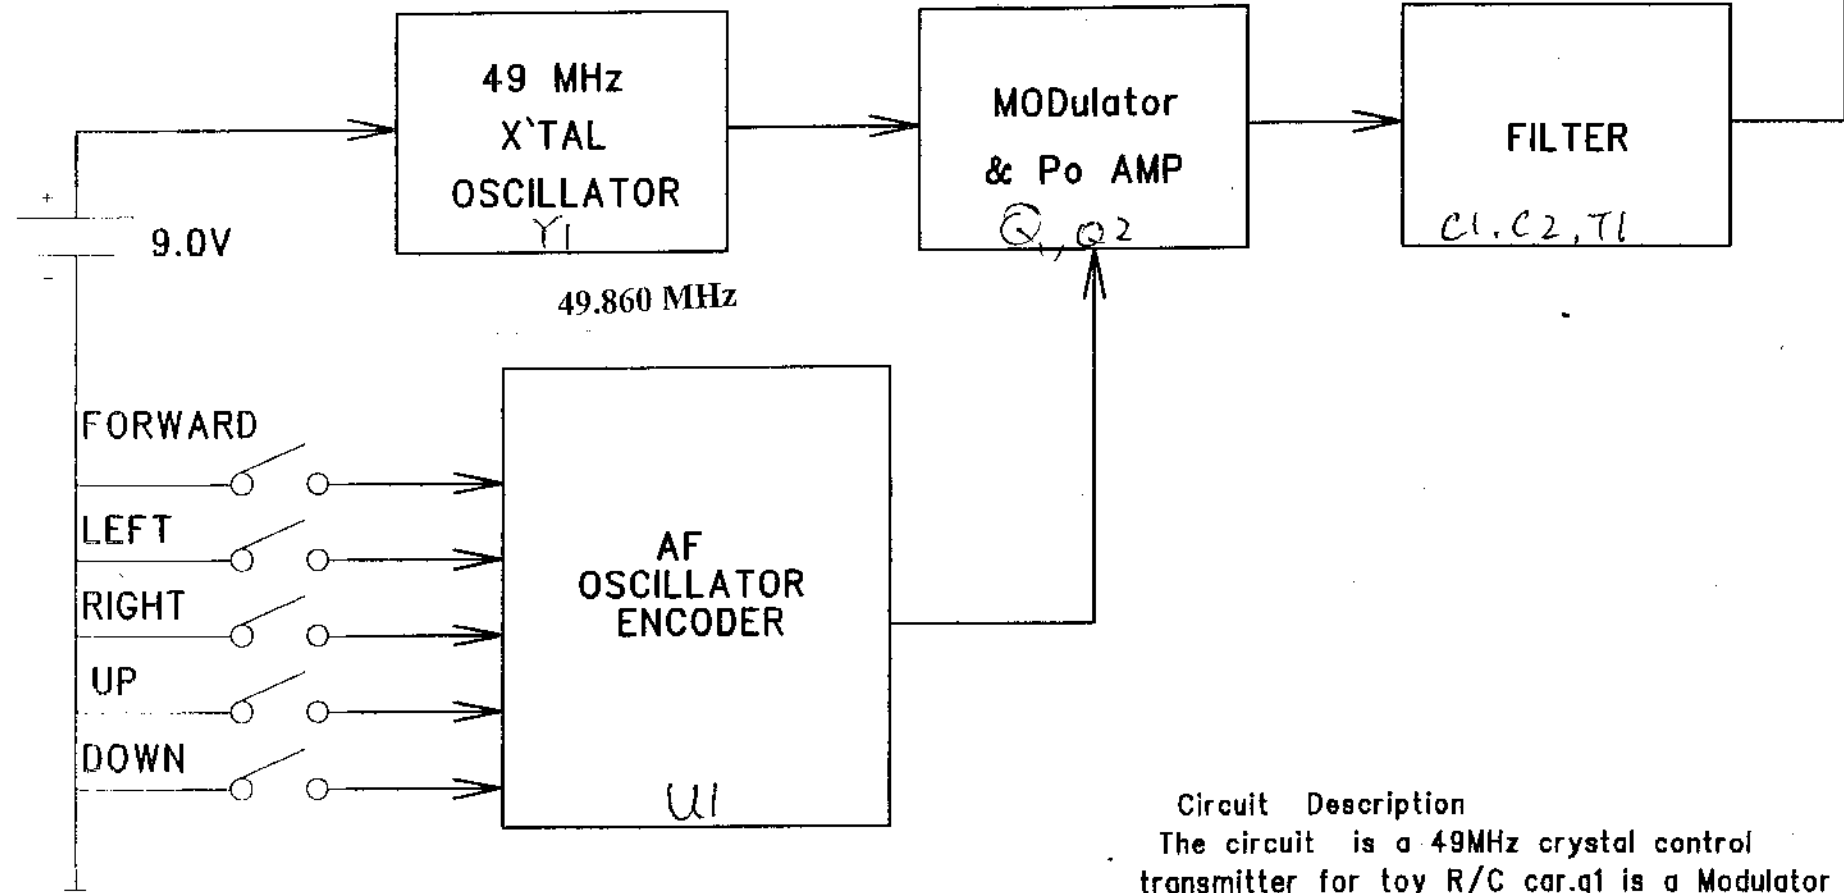 49 MHz
X`TAL
OSCILLATOR
Y1
MODulator
& Po AMP
Q1, Q2
FILTER
C1. C2, T1
+
9.0V
-
49.860 MHz
FORWARD
LEFT
RIGHT
UP
DOWN
AF
OSCILLATOR
ENCODER
U1
Circuit Description
The circuit is a 49MHz crystal control
transmitter for toy R/C car.q1 is a Modulator